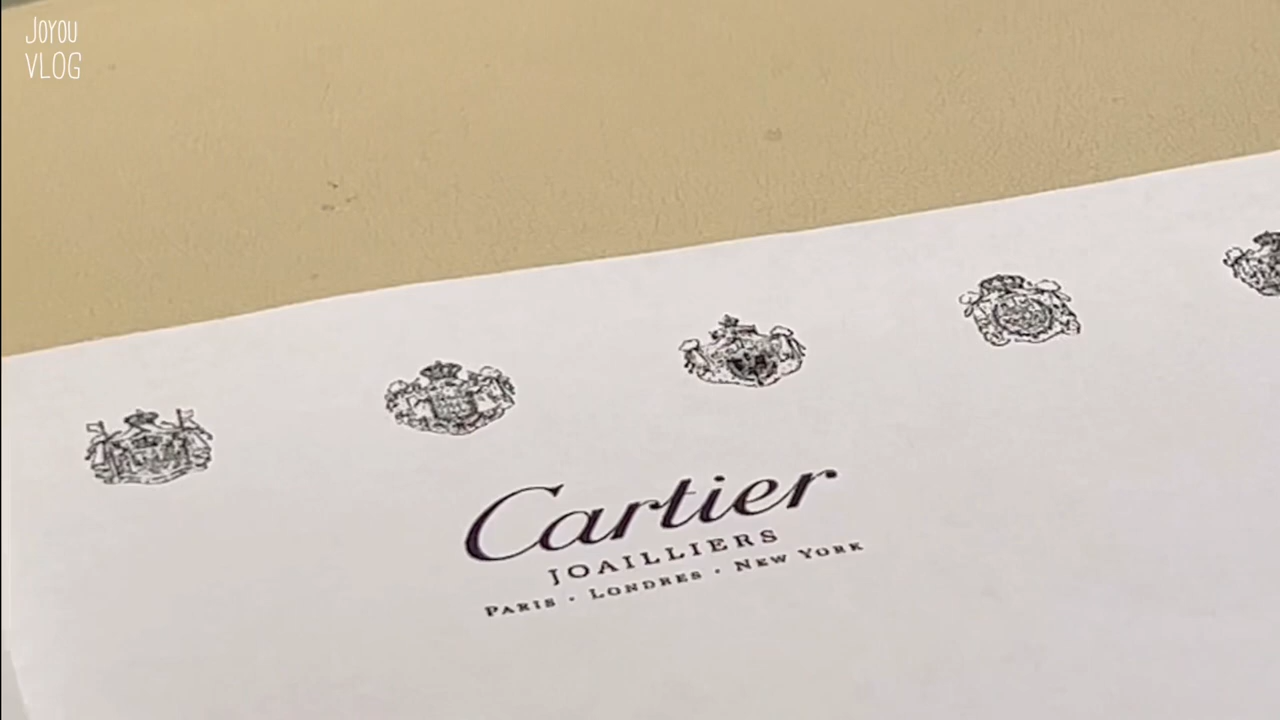 JOYOU
VLOG
Cartier
JOAILLIERS
PARIS · LONDRES · NEW YORK